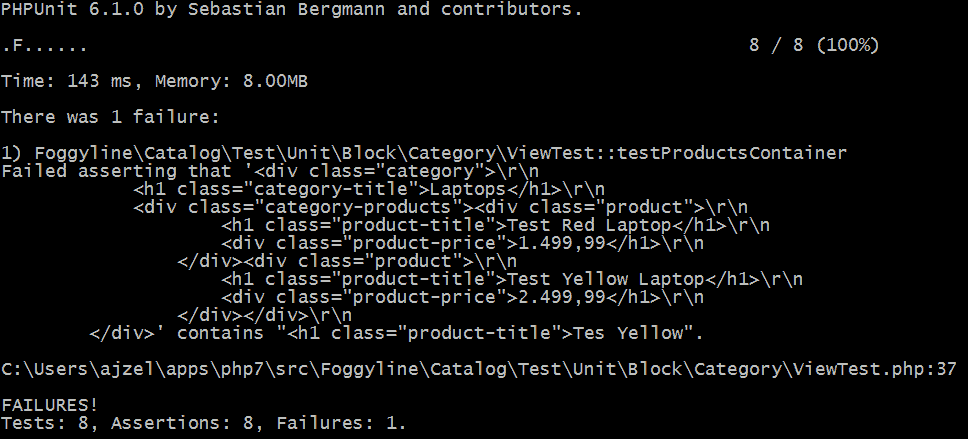 PHPUnit 6.1.0 by Sebastian Bergmann and contributors.
.F...... 8 / 8 (100%)
Time: 143 ms, Memory: 8.00MB
There was 1 failure:
1) Foggyline\Catalog\Test\Unit\Block\Category\ViewTest::testProductsContainer
Failed asserting that '<div class="category">\r\n
<h1 class="category-title">Laptops</h1>\r\n
<div class="category-products"><div class="product">\r\n
<h1 class="product-title">Test Red Laptop</h1>\r\n
<div class="product-price">1.499,99</h1>\r\n
</div><div class="product">\r\n
<h1 class="product-title">Test Yellow Laptop</h1>\r\n
<div class="product-price">2.499,99</h1>\r\n
</div></div>\r\n
</div>' contains "<h1 class="product-title">Tes Yellow".
C:\Users\ajzel\apps\php7\src\Foggyline\Catalog\Test\Unit\Block\Category\ViewTest.php:37
FAILURES!
Tests: 8, Assertions: 8, Failures: 1.